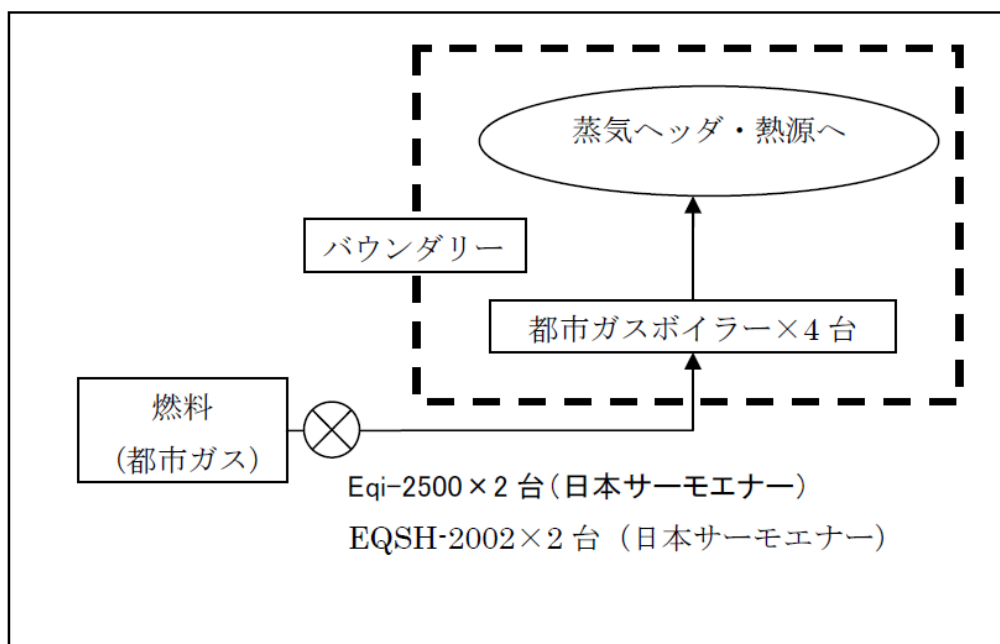 蒸気ヘッダ・熱源へ
バウンダリー
都市ガスボイラー×4 台
燃料
（都市ガス）
Eqi-2500×2 台（日本サーモエナー）
EQSH-2002×2 台（日本サーモエナー）